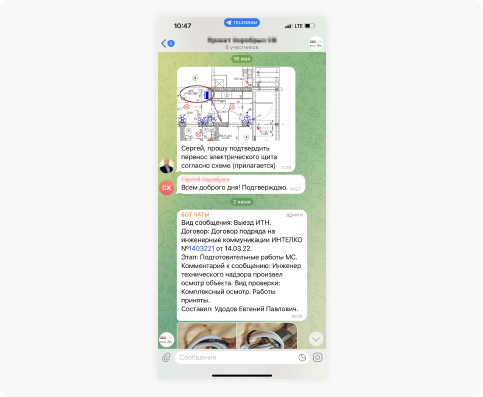 10:47
TELEGRAM
LTE
3
6 участников
18 мая
Сергей, прошу подтвердить
перенос электрического щита
согласно схеме (прилагается)
СХ
Всем доброго дня! Подтверждаю.
2 июня
БОТ ЧАТЫ
админ
Вид сообщения: Выезд ИТН.
Договор: Договор подряда на
инженерные коммуникации ИНТЕЛКО
№1403221 от 14.03.22.
Этап: Подготовительные работы МС.
Комментарий к сообщению: Инженер
технического надзора произвел
осмотр объекта. Вид проверки:
Комплексный осмотр. Работы
приняты.
Составил: Удодов Евгений Павлович.
Сообщение